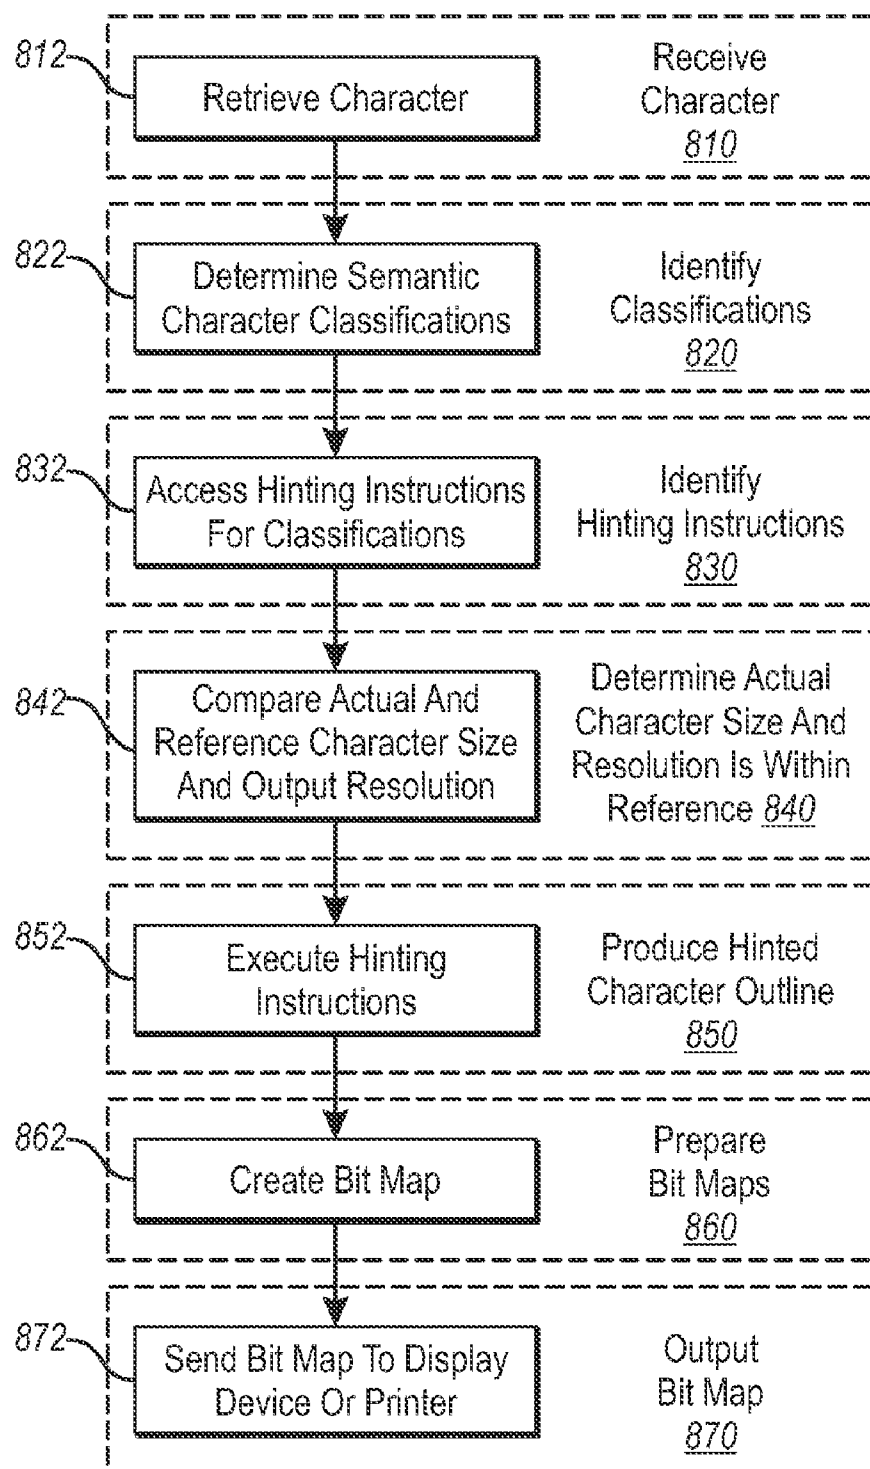 812
Retrieve Character
Receive
Character
810
822
Determine Semantic
Character Classifications
Identify
Classifications
820
832
Access Hinting Instructions
For Classifications
Identify
Hinting Instructions
830
842
Compare Actual And
Reference Character Size
And Output Resolution
Determine Actual
Character Size And
Resolution Is Within
Reference 840
852
Execute Hinting
Instructions
Produce Hinted
Character Outline
850
862
Create Bit Map
Prepare
Bit Maps
860
872
Send Bit Map To Display
Device Or Printer
Output
Bit Map
870